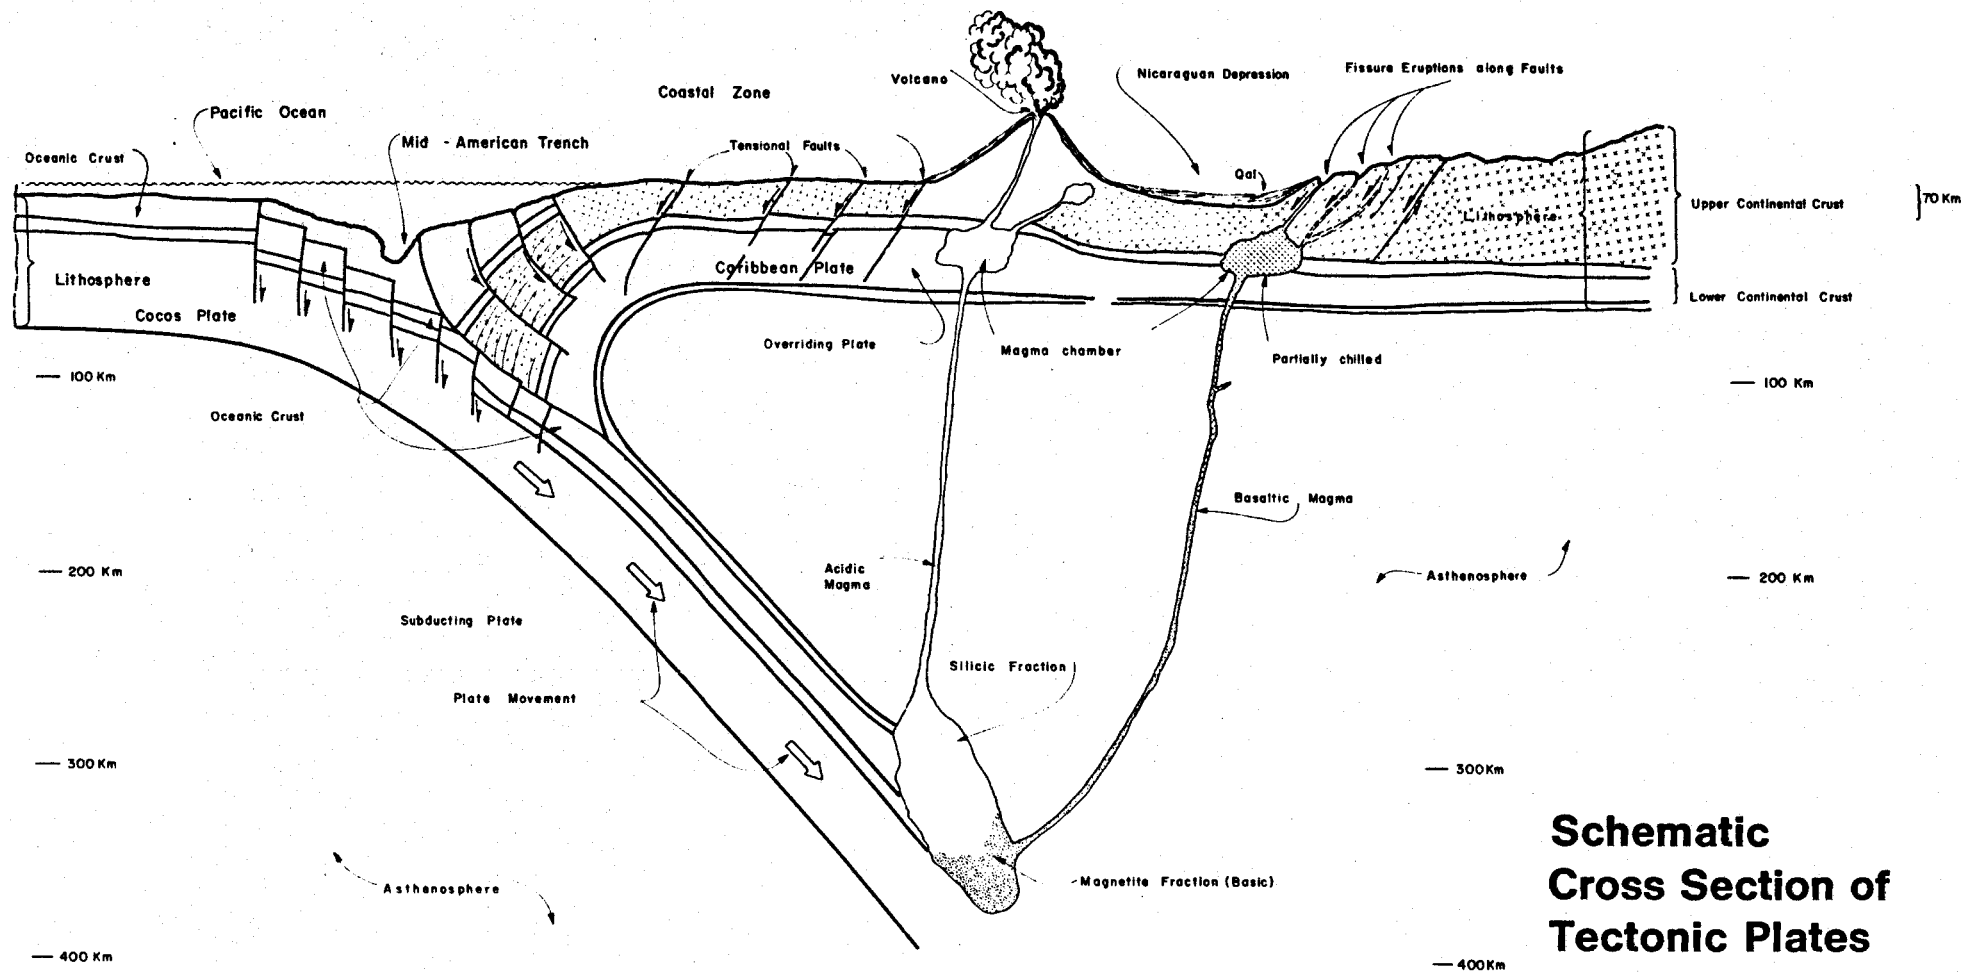 Volcano
Nicaraguan Depression
Fissure Eruptions along Faults
Coastal Zone
Pacific Ocean
Mid - American Trench
Tensional Faults
Oceanic Crust
Qal
Lithosphere
Upper Continental Crust
70 Km
Lithosphere
Caribbean Plate
Cocos Plate
Lower Continental Crust
Overriding Plate
Magma chamber
Partially chilled
100 Km
100 Km
Oceanic Crust
Basaltic Magma
200 Km
Acidic
Magma
Asthenosphere
200 Km
Subducting Plate
Silicic Fraction
Plate Movement
300 Km
300 Km
Magnetite Fraction (Basic)
Asthenosphere
400 Km
400 Km
Schematic
Cross Section of
Tectonic Plates